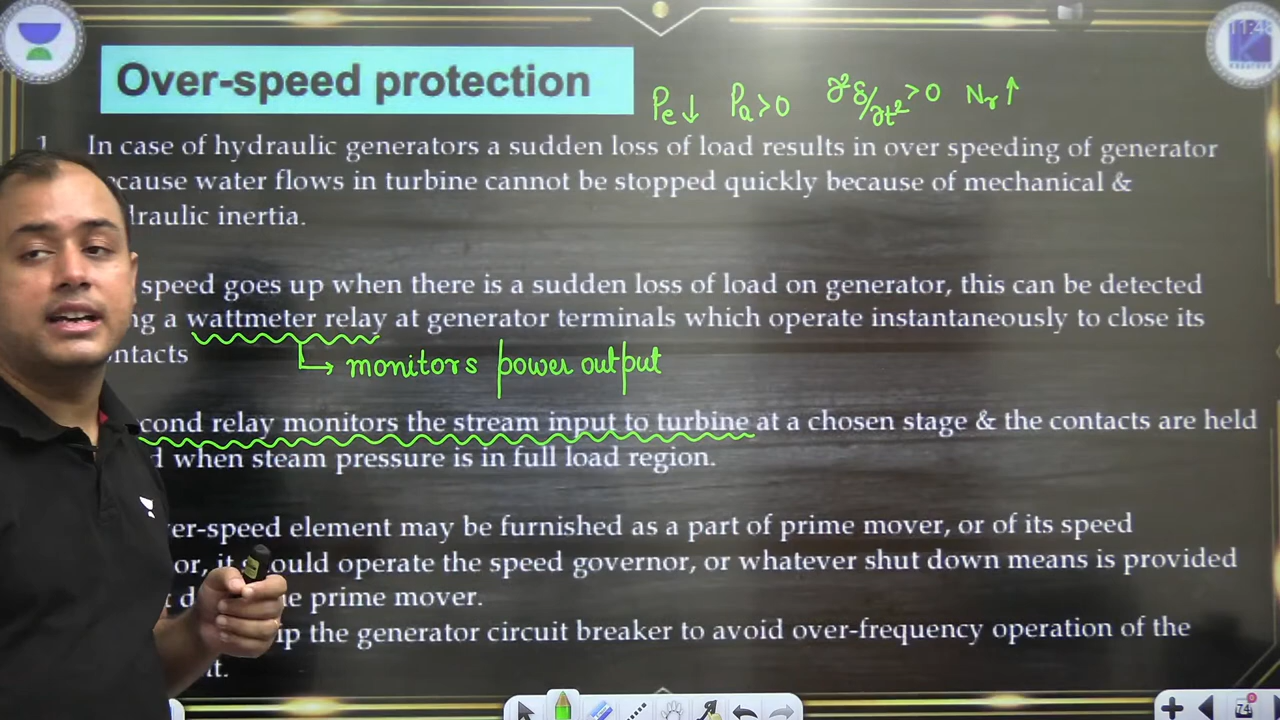 11:48
Over-speed protection
Pe↓ Pa>0 ∂²δ/∂t²>0 Nr↑
1. In case of hydraulic generators a sudden loss of load results in over speeding of generator
cause water flows in turbine cannot be stopped quickly because of mechanical &
draulic inertia.
speed goes up when there is a sudden loss of load on generator, this can be detected
ng a wattmeter relay at generator terminals which operate instantaneously to close its
ntacts
↳ monitors power output
cond relay monitors the stream input to turbine at a chosen stage & the contacts are held
d when steam pressure is in full load region.
er-speed element may be furnished as a part of prime mover, or of its speed
or, it should operate the speed governor, or whatever shut down means is provided
t d e prime mover.
ip the generator circuit breaker to avoid over-frequency operation of the
t.
74